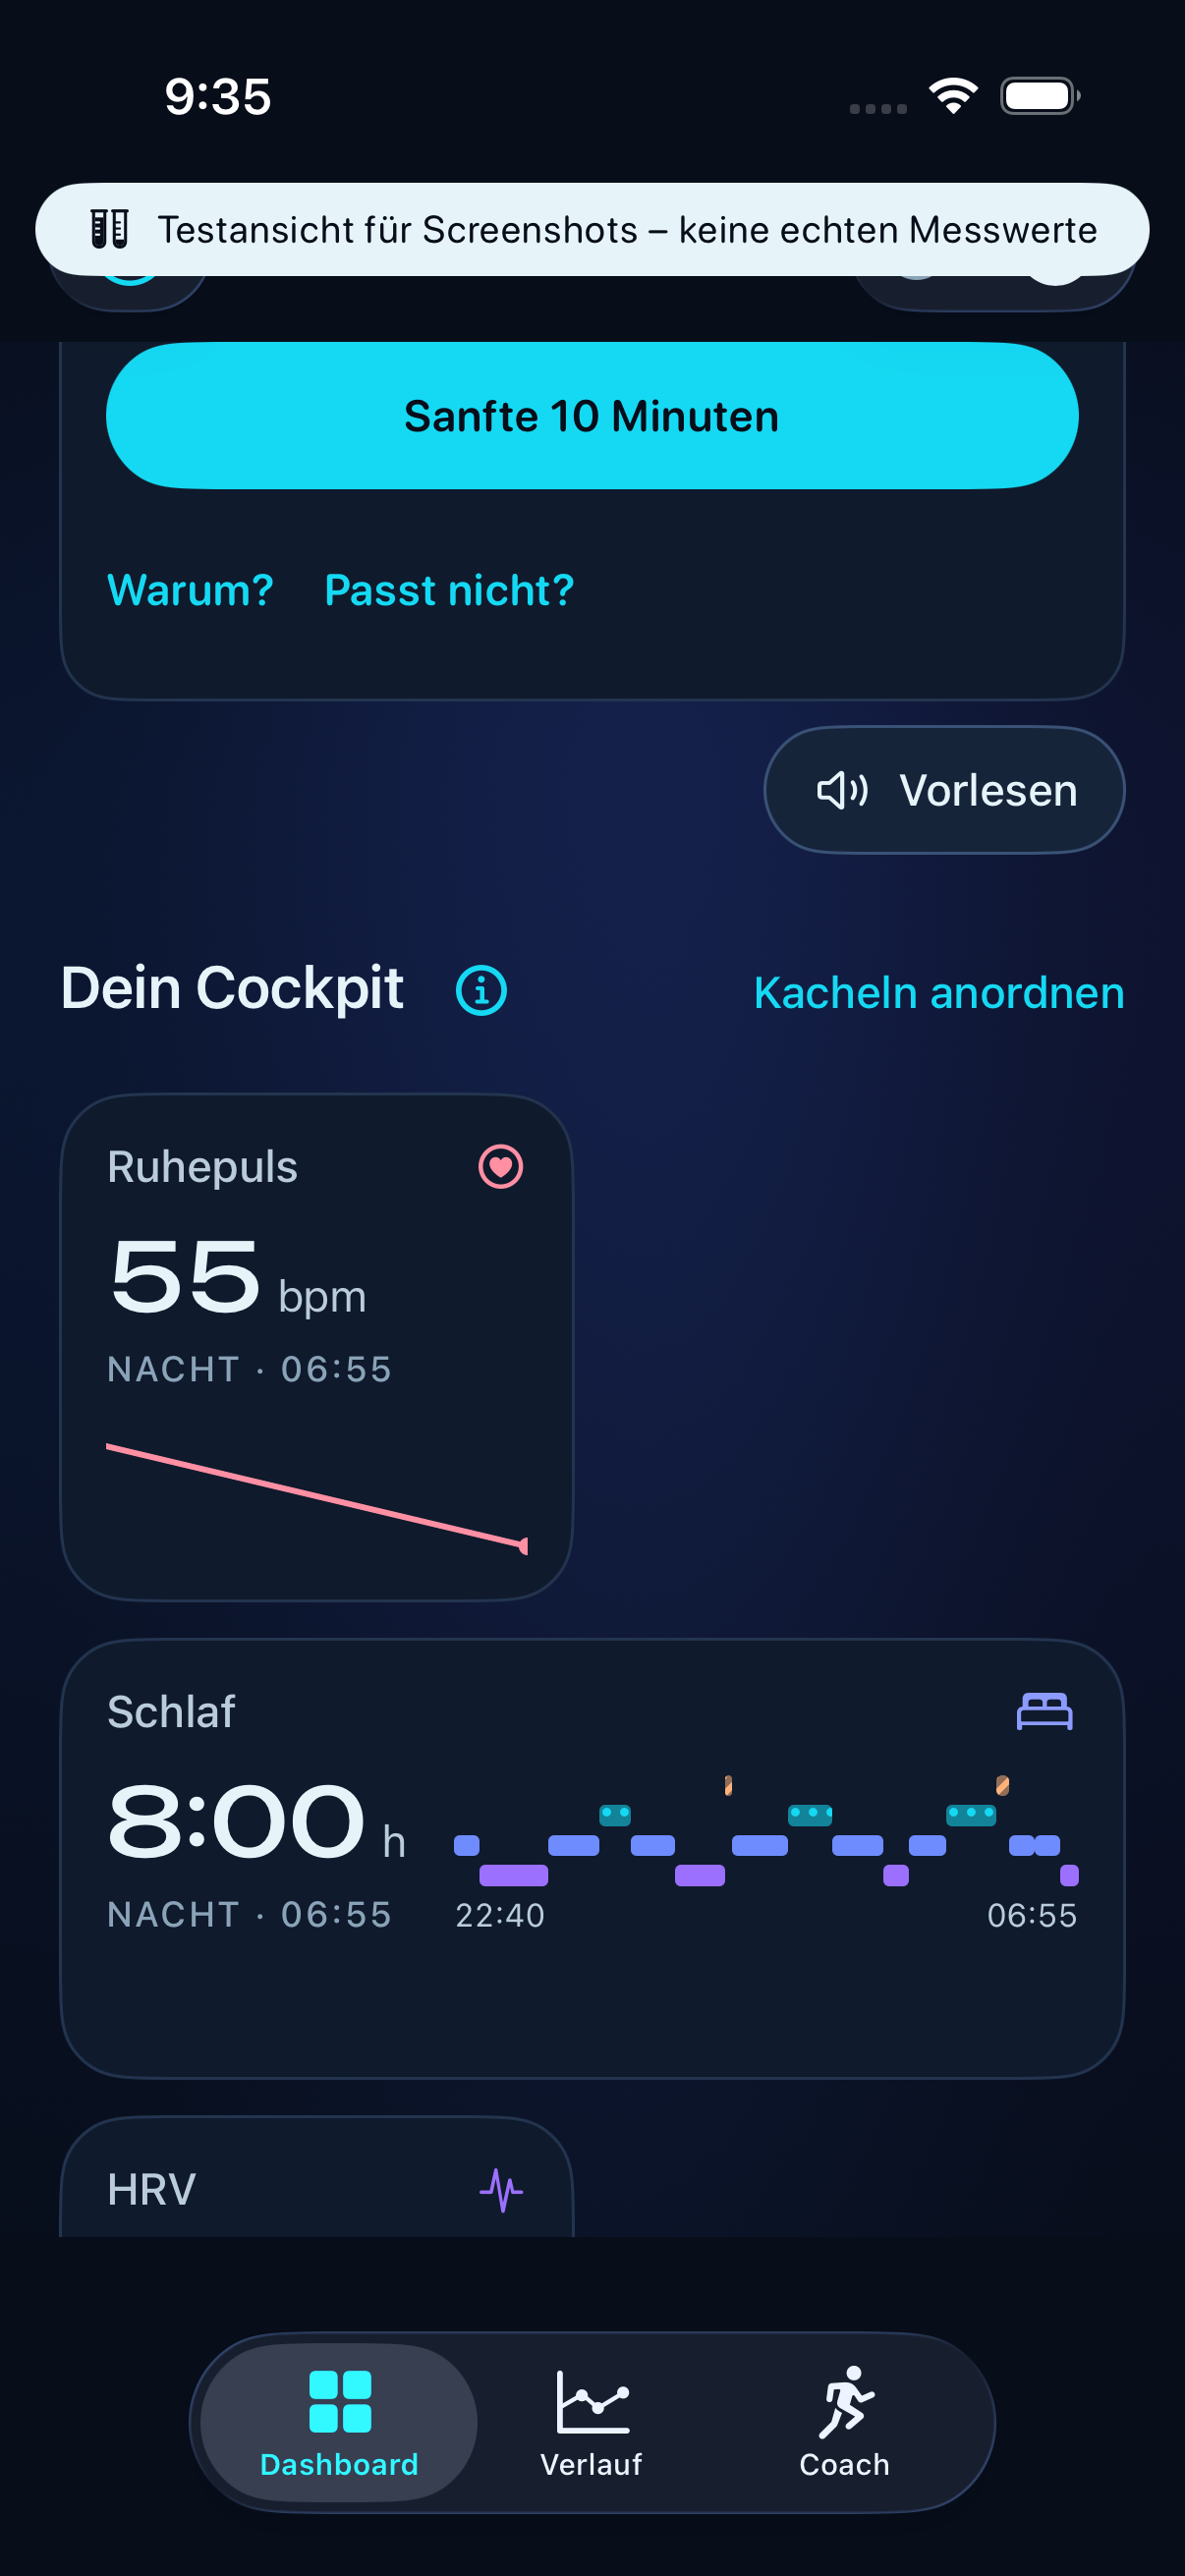 9:35
Testansicht für Screenshots – keine echten Messwerte
Sanfte 10 Minuten
Warum? Passt nicht?
Vorlesen
Dein Cockpit Kacheln anordnen
Ruhepuls
55 bpm
NACHT · 06:55
Schlaf
8:00 h
NACHT · 06:55 22:40 06:55
HRV
Dashboard Verlauf Coach